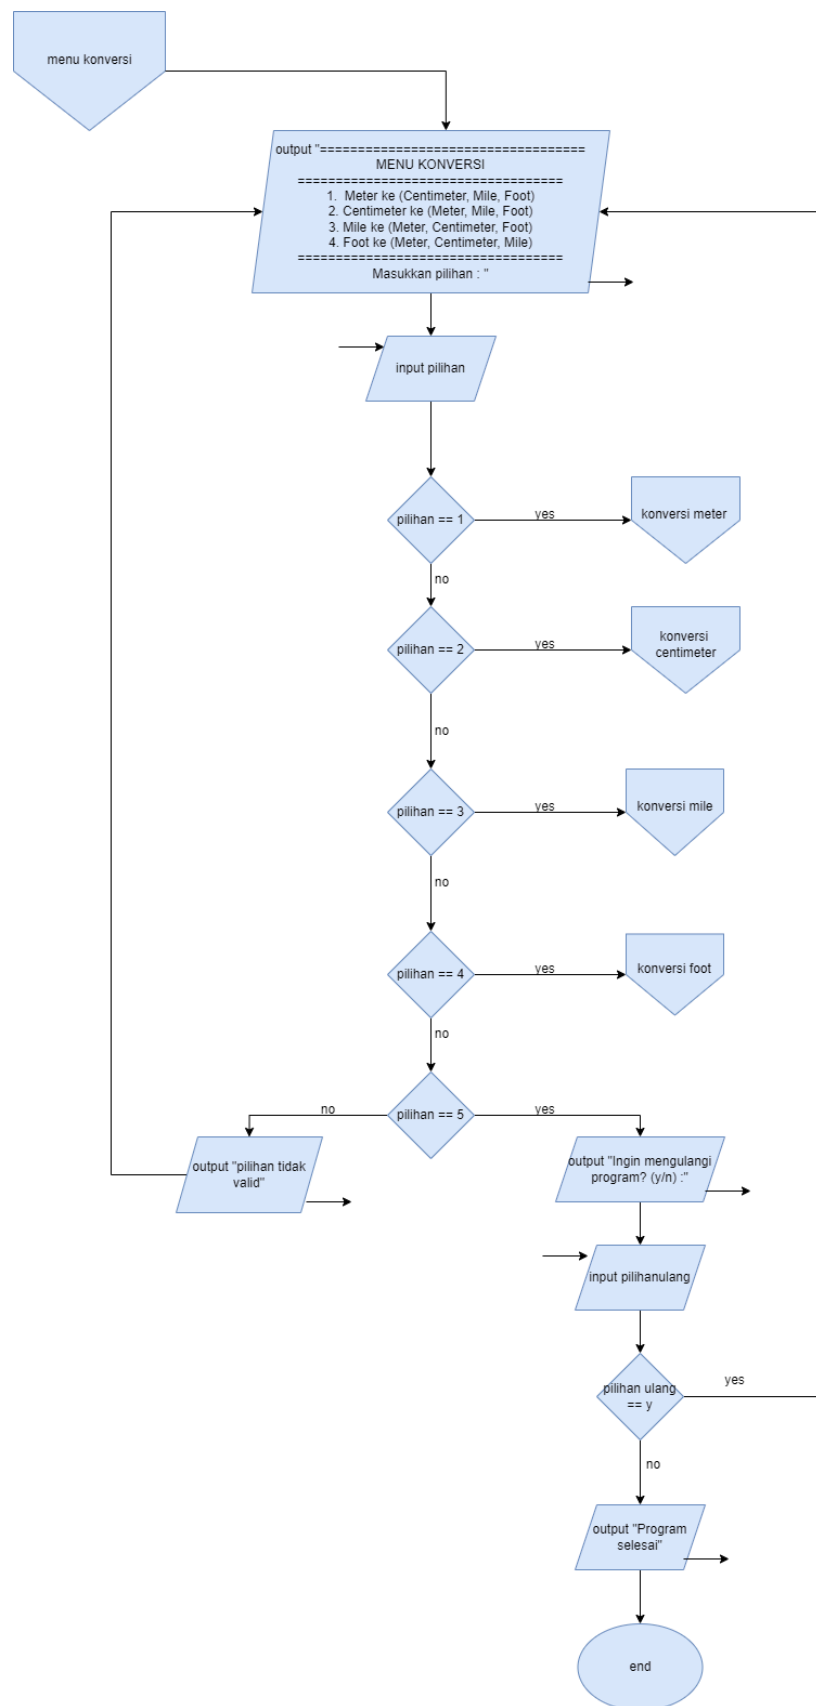 menu konversi
output "===================================
MENU KONVERSI
===================================
1. Meter ke (Centimeter, Mile, Foot)
2. Centimeter ke (Meter, Mile, Foot)
3. Mile ke (Meter, Centimeter, Foot)
4. Foot ke (Meter, Centimeter, Mile)
===================================
Masukkan pilihan : "
input pilihan
pilihan == 1
yes
konversi meter
no
pilihan == 2
yes
konversi
centimeter
no
pilihan == 3
yes
konversi mile
no
pilihan == 4
yes
konversi foot
no
pilihan == 5
no
yes
output "pilihan tidak
valid"
output "Ingin mengulangi
program? (y/n) :"
input pilihanulang
pilihan ulang
== y
yes
no
output "Program
selesai"
end